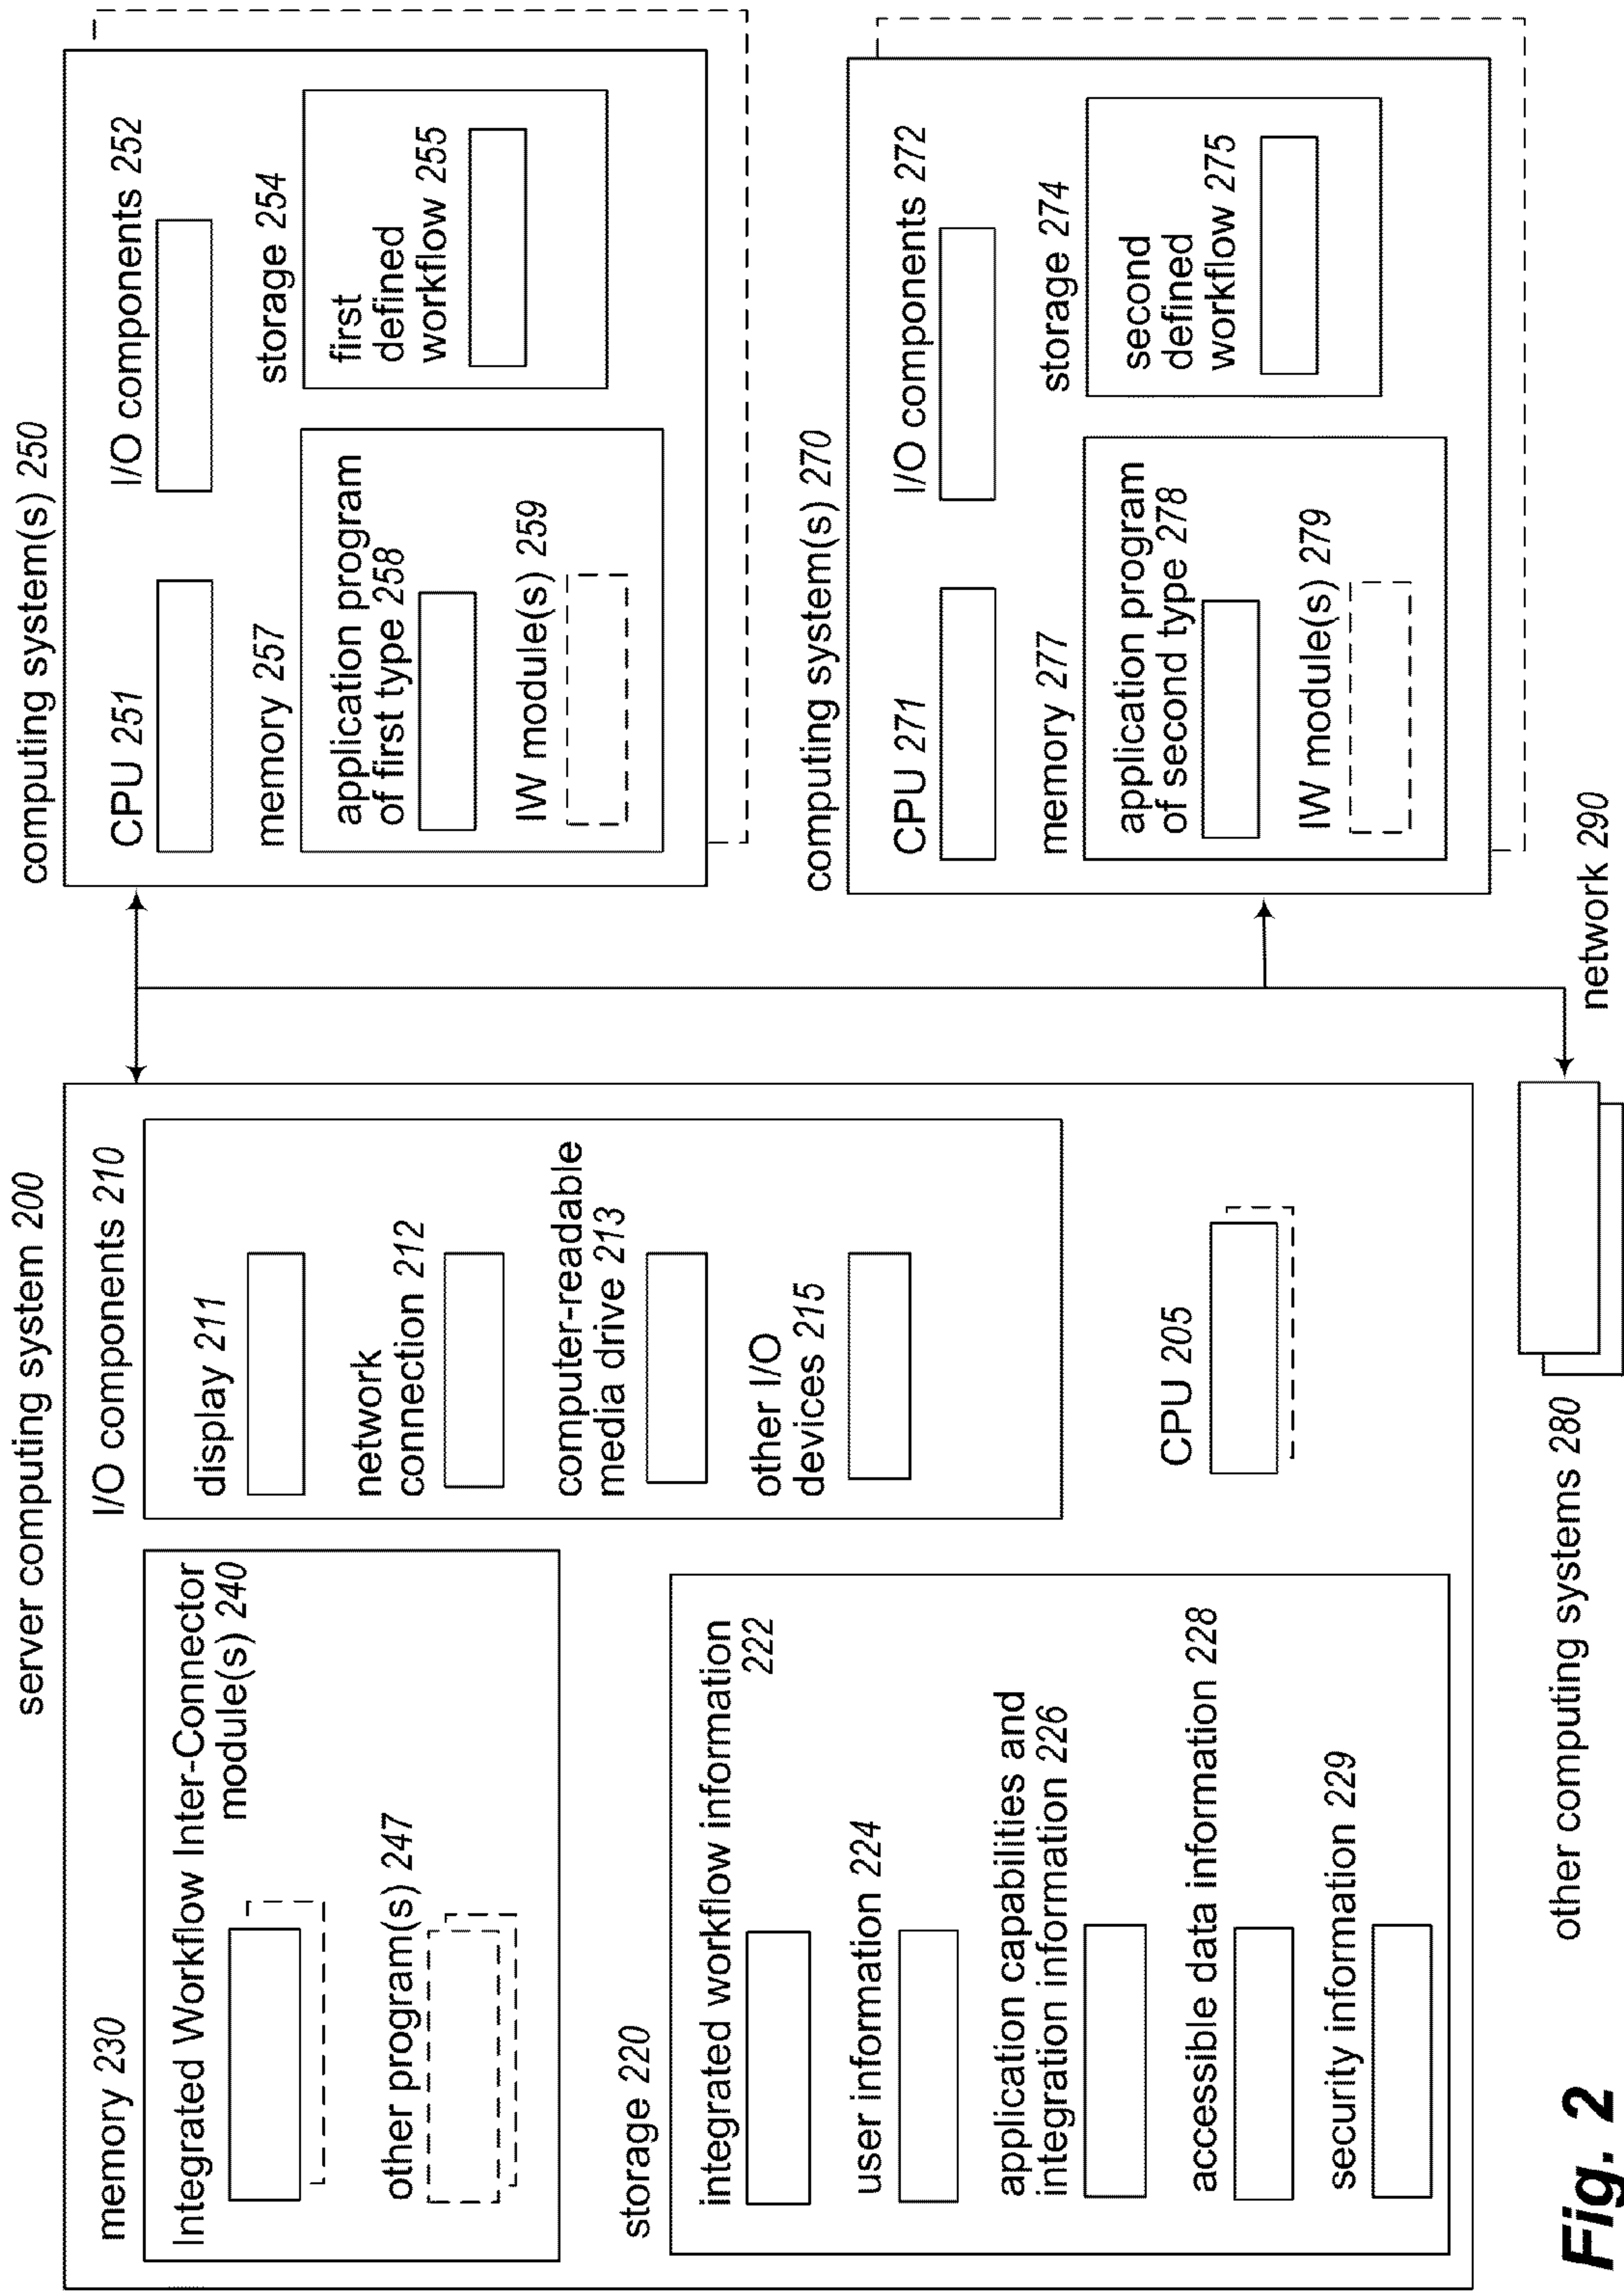 server computing system 200
memory 230
Integrated Workflow Inter-Connector
module(s) 240
other program(s) 247
storage 220
integrated workflow information
222
user information 224
application capabilities and
integration information 226
accessible data information 228
security information 229
I/O components 210
display 211
network
connection 212
computer-readable
media drive 213
other I/O
devices 215
CPU 205
computing system(s) 250
CPU 251
I/O components 252
memory 257
application program
of first type 258
IW module(s) 259
storage 254
first
defined
workflow 255
computing system(s) 270
CPU 271
I/O components 272
memory 277
application program
of second type 278
IW module(s) 279
storage 274
second
defined
workflow 275
other computing systems 280
network 290
Fig. 2